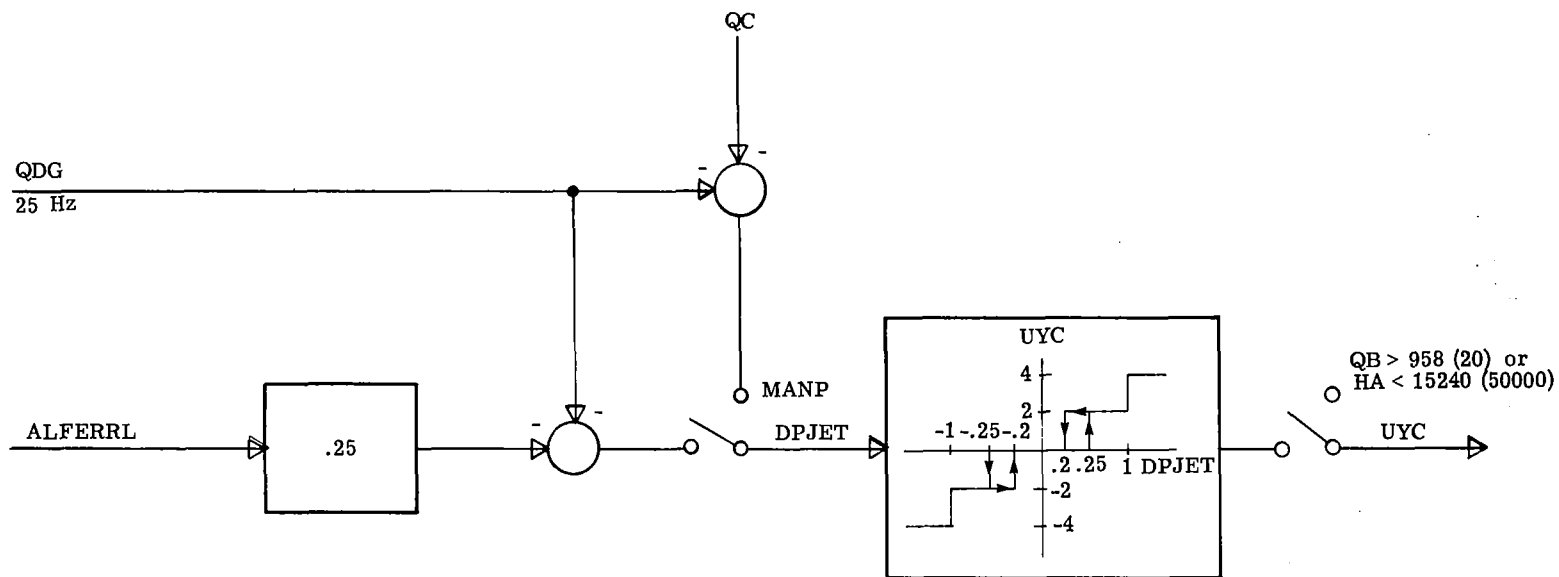 QC
-
QDG
-
25 Hz
UYC
QB > 958 (20) or
HA < 15240 (50000)
4
MANP
2
ALFERRL
-
-
DPJET
-1
-.25
-.2
UYC
.25
.2
.25
1
DPJET
-2
-4